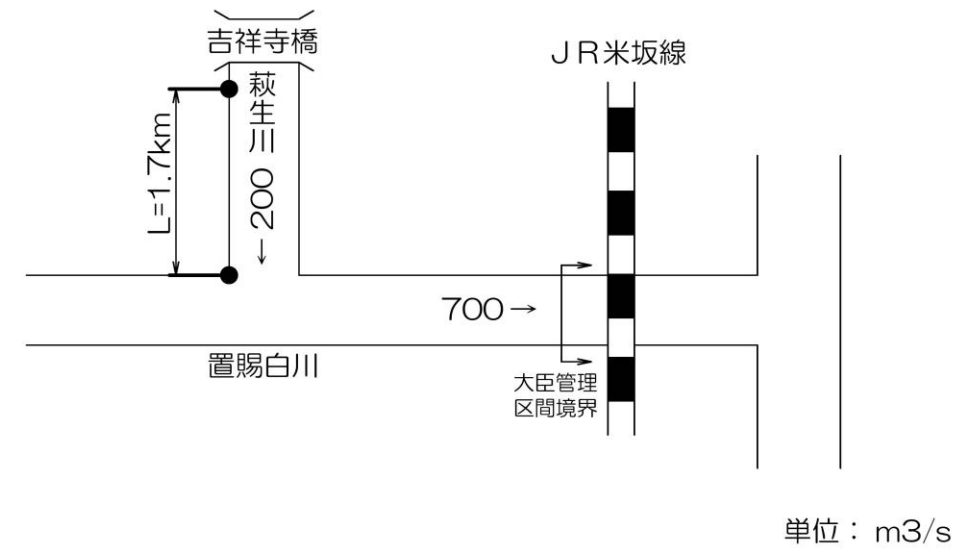 吉祥寺橋
JR米坂線
萩生川
L=1.7km
←200
700→
置賜白川
大臣管理
区間境界
単位：m3/s